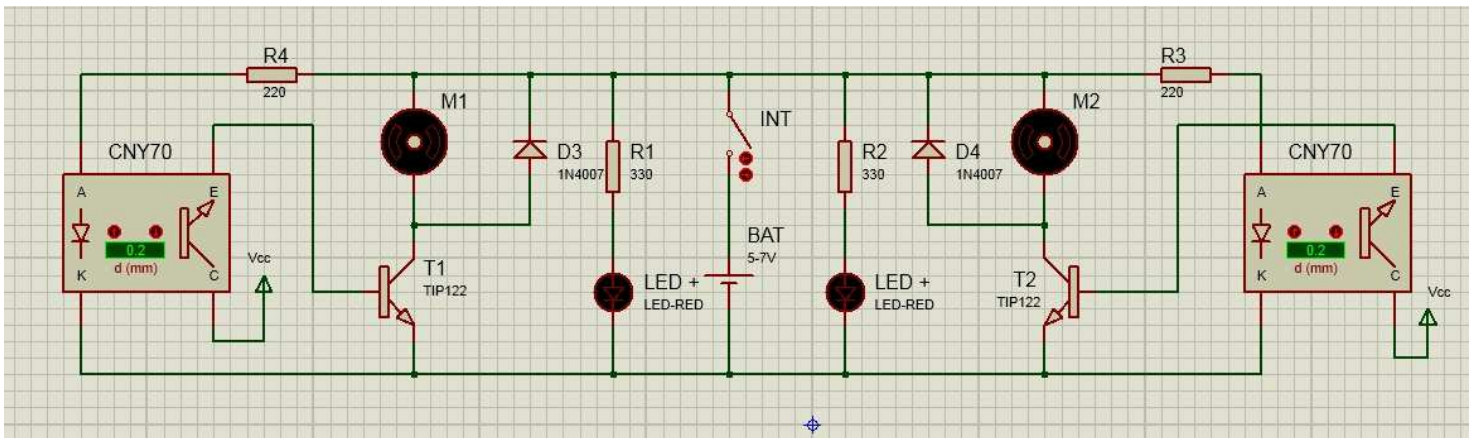 R4
220
M1
D3
1N4007
R1
330
INT
R2
330
D4
1N4007
M2
R3
220
CNY70
A
E
0.2
d (mm)
K
C
Vcc
T1
TIP122
LED +
LED-RED
BAT
5-7V
LED +
LED-RED
T2
TIP122
CNY70
A
E
0.2
d (mm)
K
C
Vcc